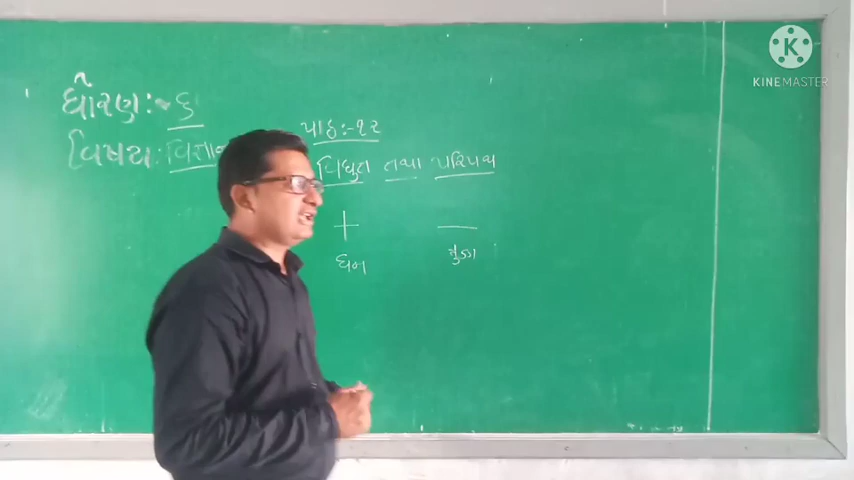 ધોરણ:- ૬
વિષય: વિજ્ઞાન
પાઠ:-૧૨
વિધુત તથા પરિપથ
+ —
ધન ઋણ
KINEMASTER